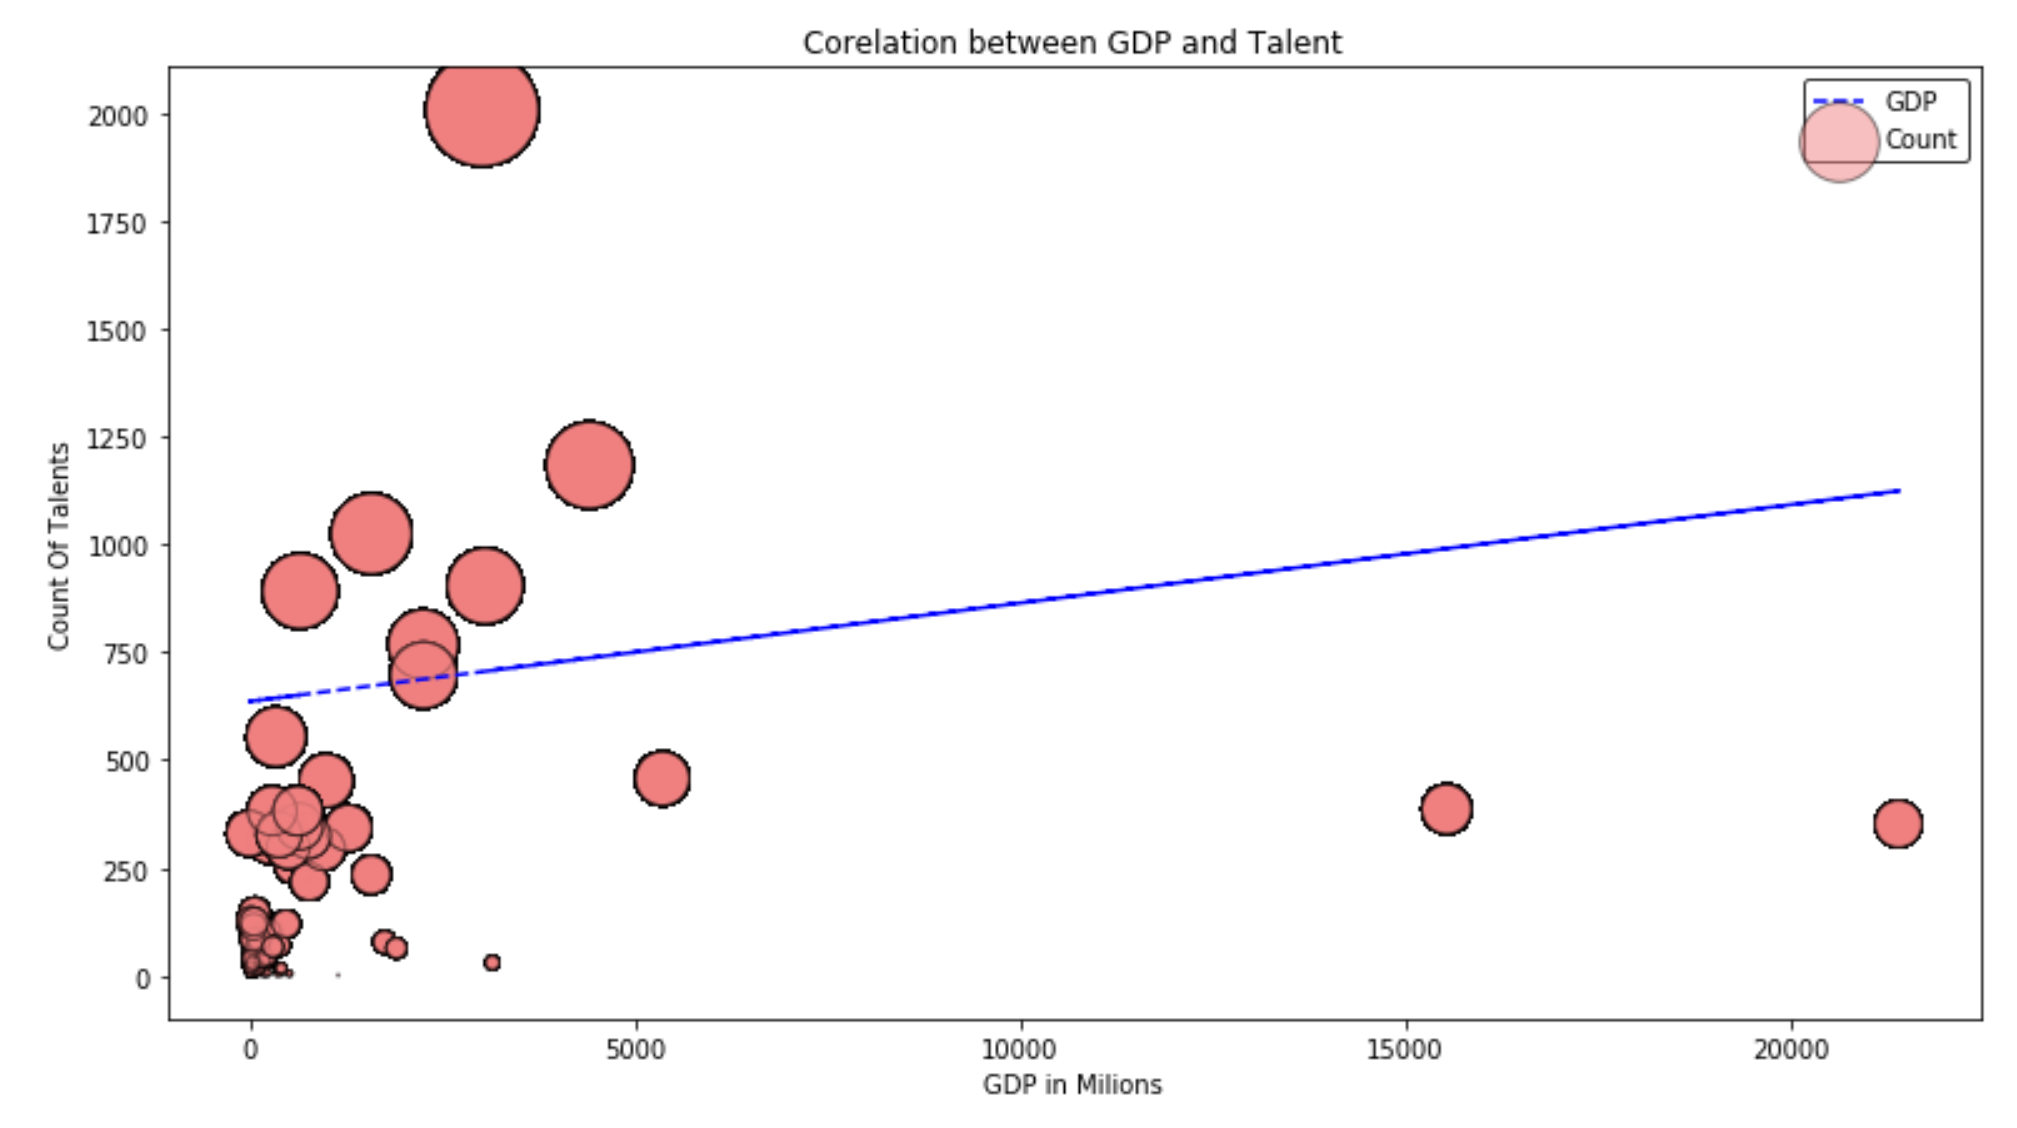 Corelation between GDP and Talent
GDP
Count
2000
1750
1500
1250
1000
750
500
250
0
Count Of Talents
0 5000 10000 15000 20000
GDP in Milions